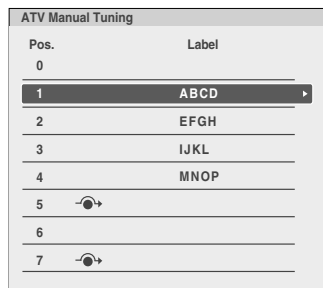 ATV Manual Tuning
Pos. Label
0
1 ABCD
2 EFGH
3 IJKL
4 MNOP
5
6
7